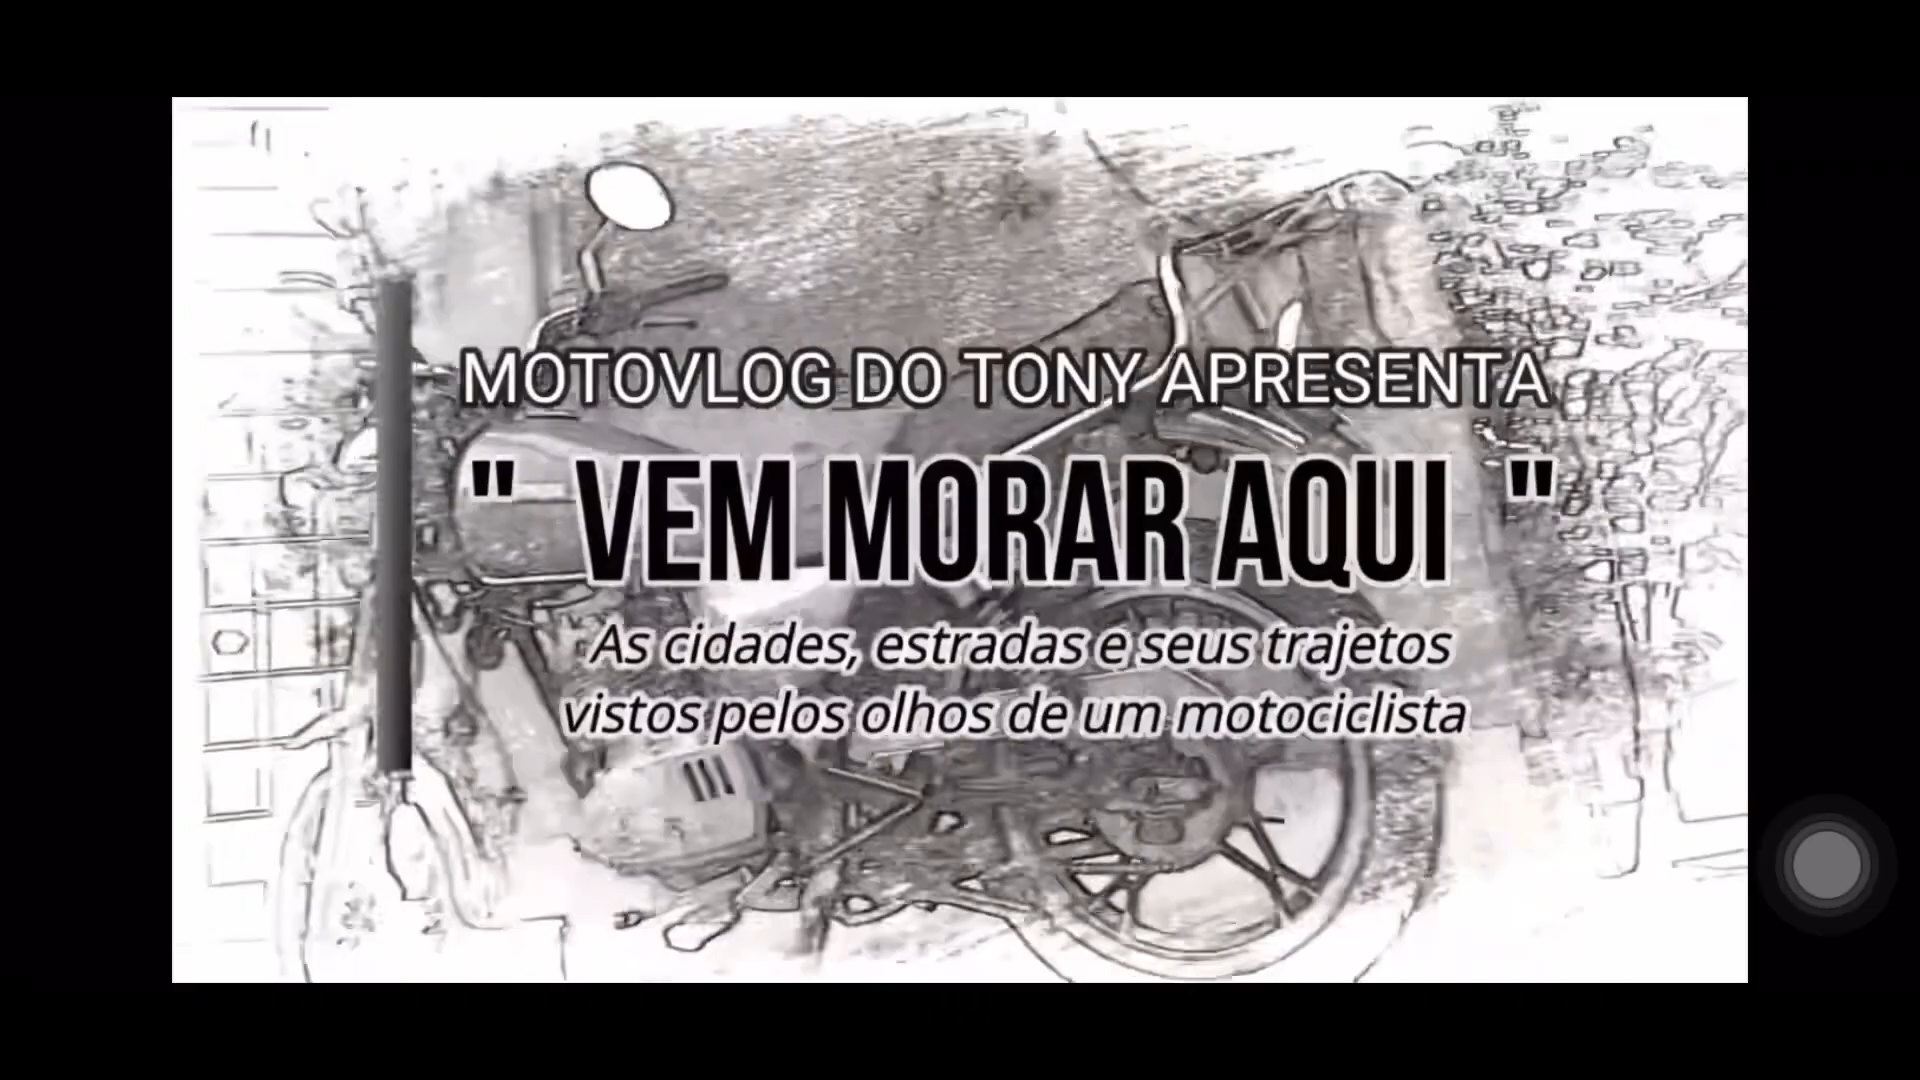 MOTOVLOG DO TONY APRESENTA
" VEM MORAR AQUI "
As cidades, estradas e seus trajetos
vistos pelos olhos de um motociclista